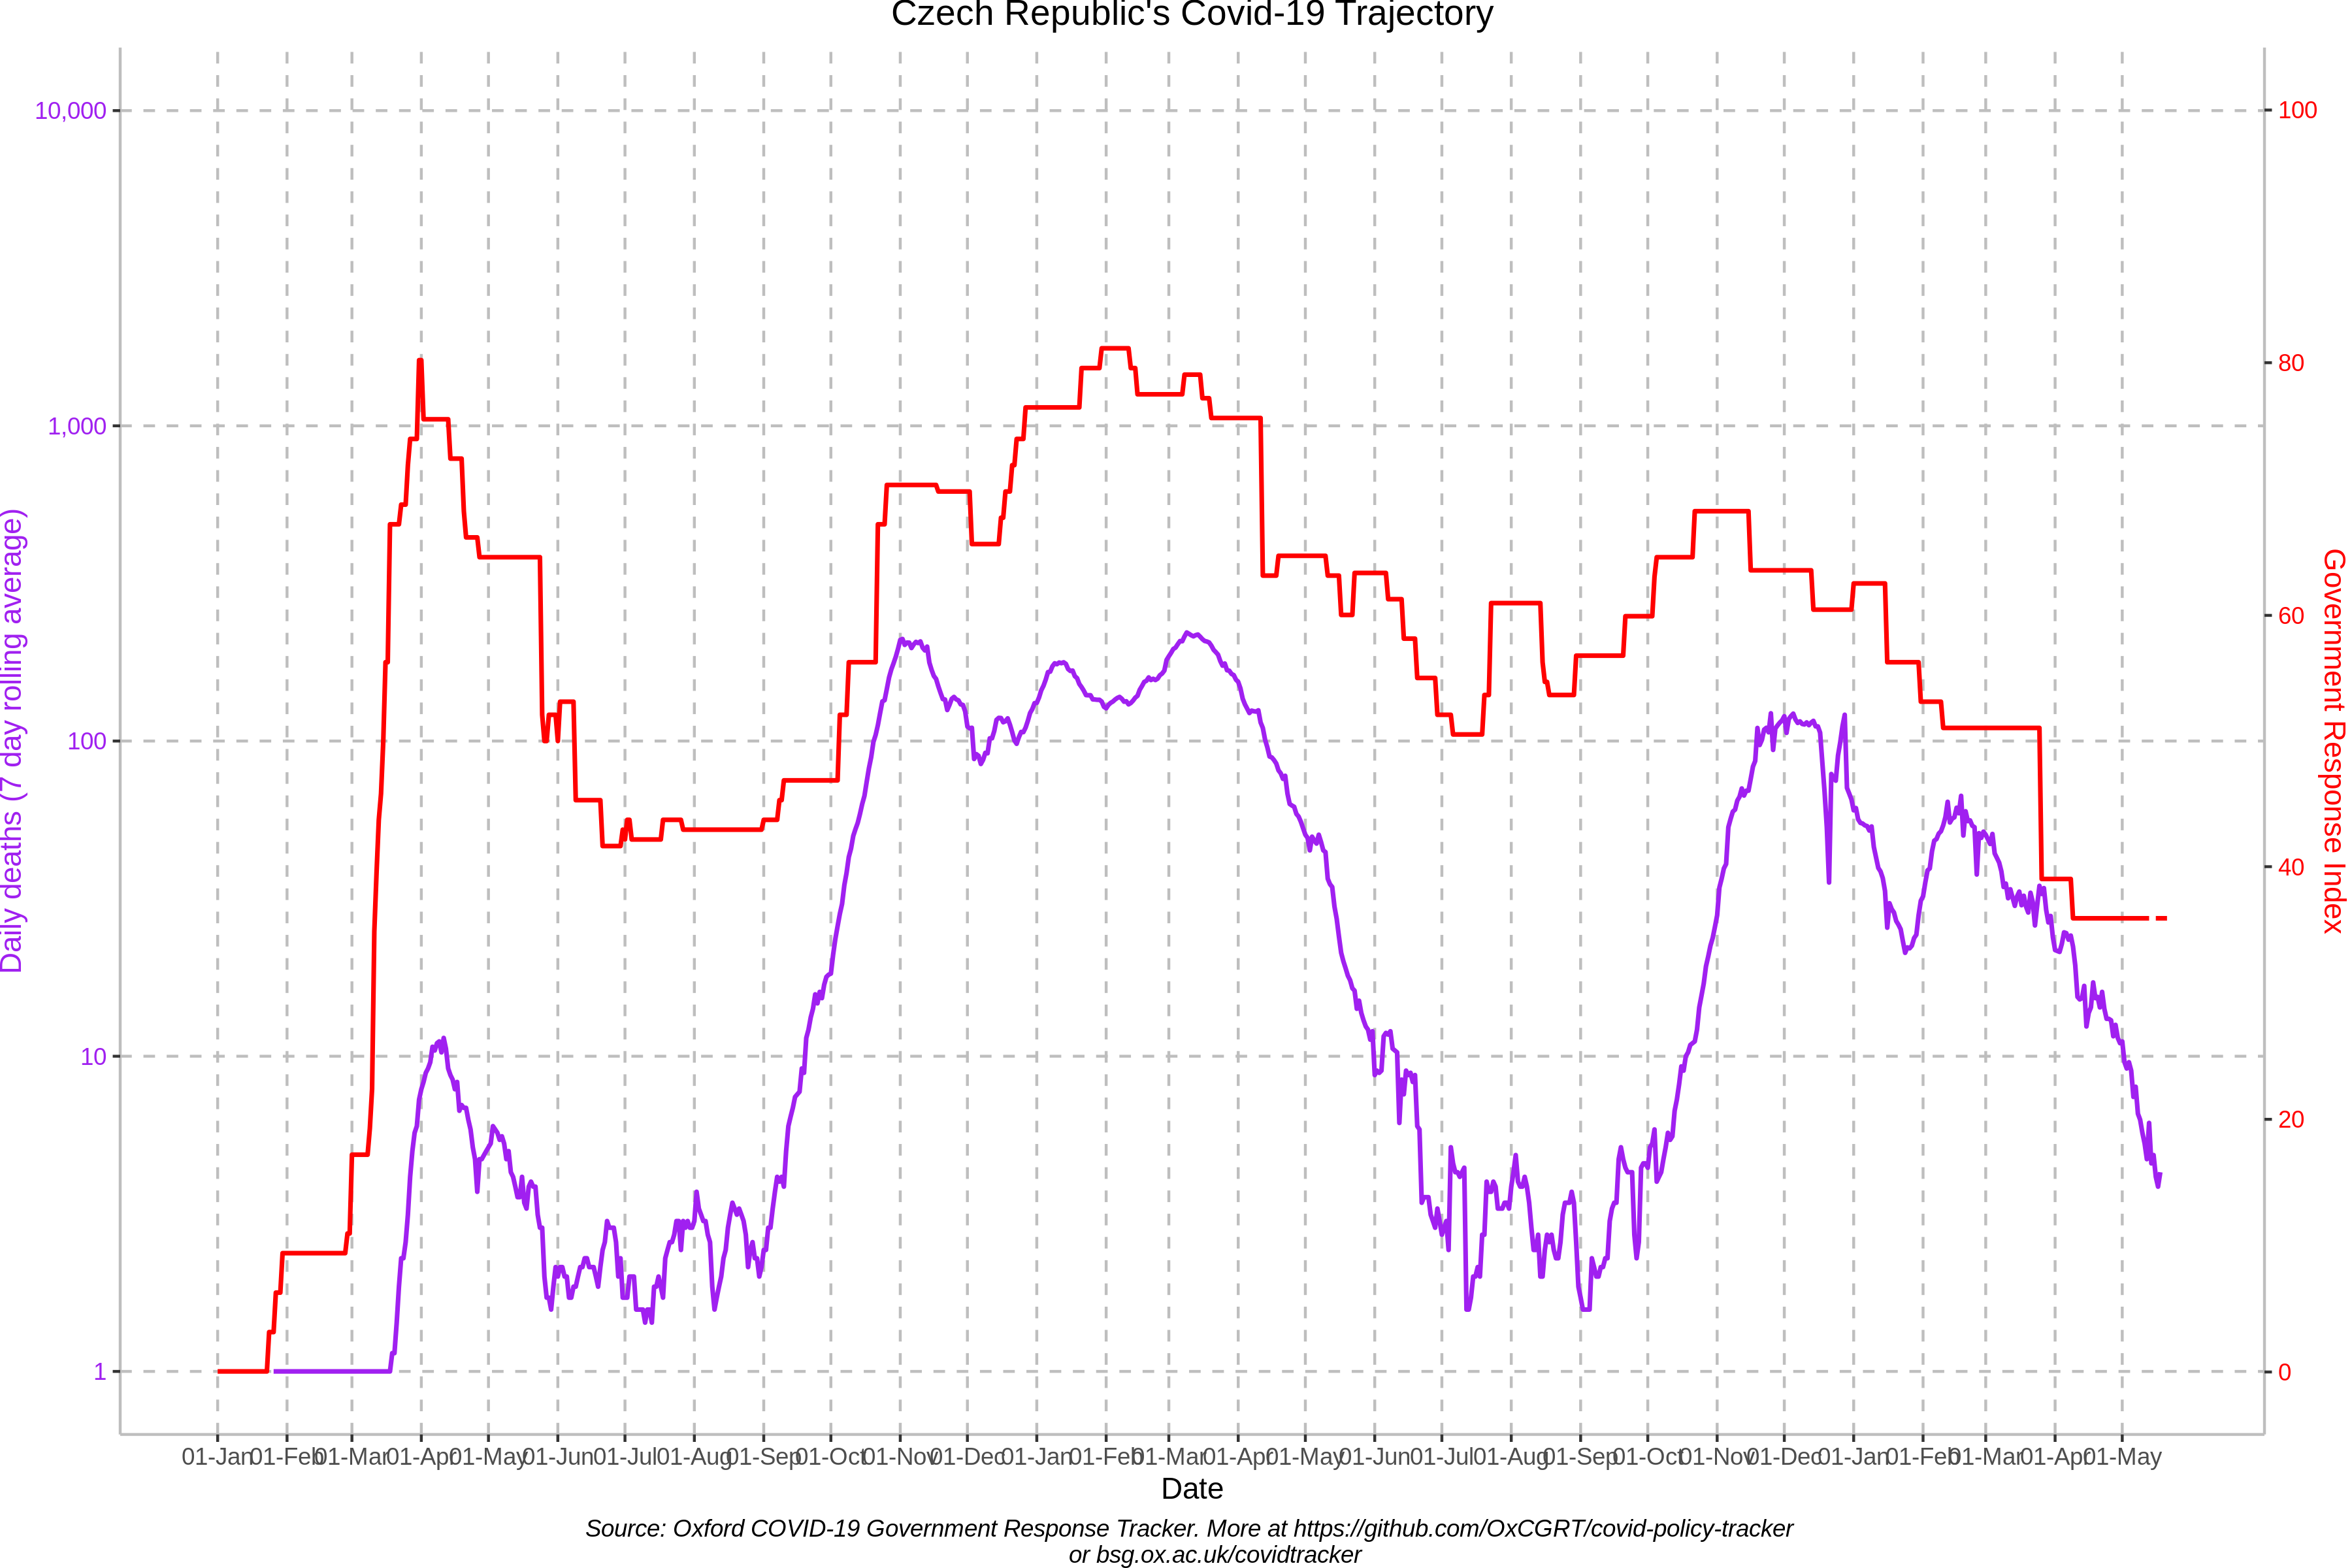 Czech Republic's Covid-19 Trajectory
10,000
1,000
100
10
1
Daily deaths (7 day rolling average)
100
80
60
40
20
0
Government Response Index
01-Jan 01-Feb 01-Mar 01-Apr 01-May 01-Jun 01-Jul 01-Aug 01-Sep 01-Oct 01-Nov 01-Dec 01-Jan 01-Feb 01-Mar 01-Apr 01-May 01-Jun 01-Jul 01-Aug 01-Sep 01-Oct 01-Nov 01-Dec 01-Jan 01-Feb 01-Mar 01-Apr 01-May
Date
Source: Oxford COVID-19 Government Response Tracker. More at https://github.com/OxCGRT/covid-policy-tracker
or bsg.ox.ac.uk/covidtracker